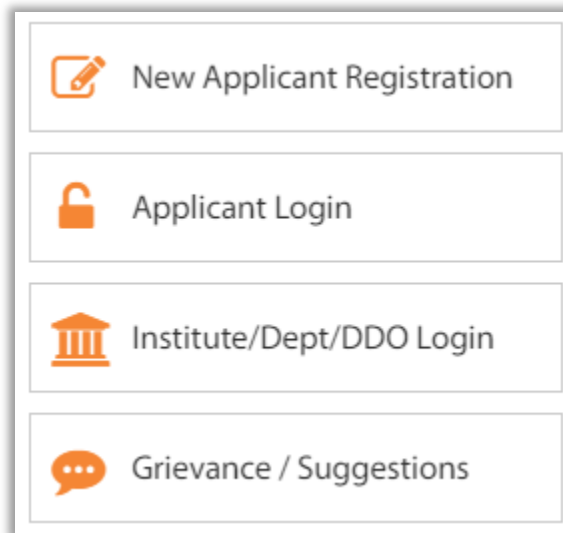 New Applicant Registration
Applicant Login
Institute/Dept/DDO Login
Grievance / Suggestions